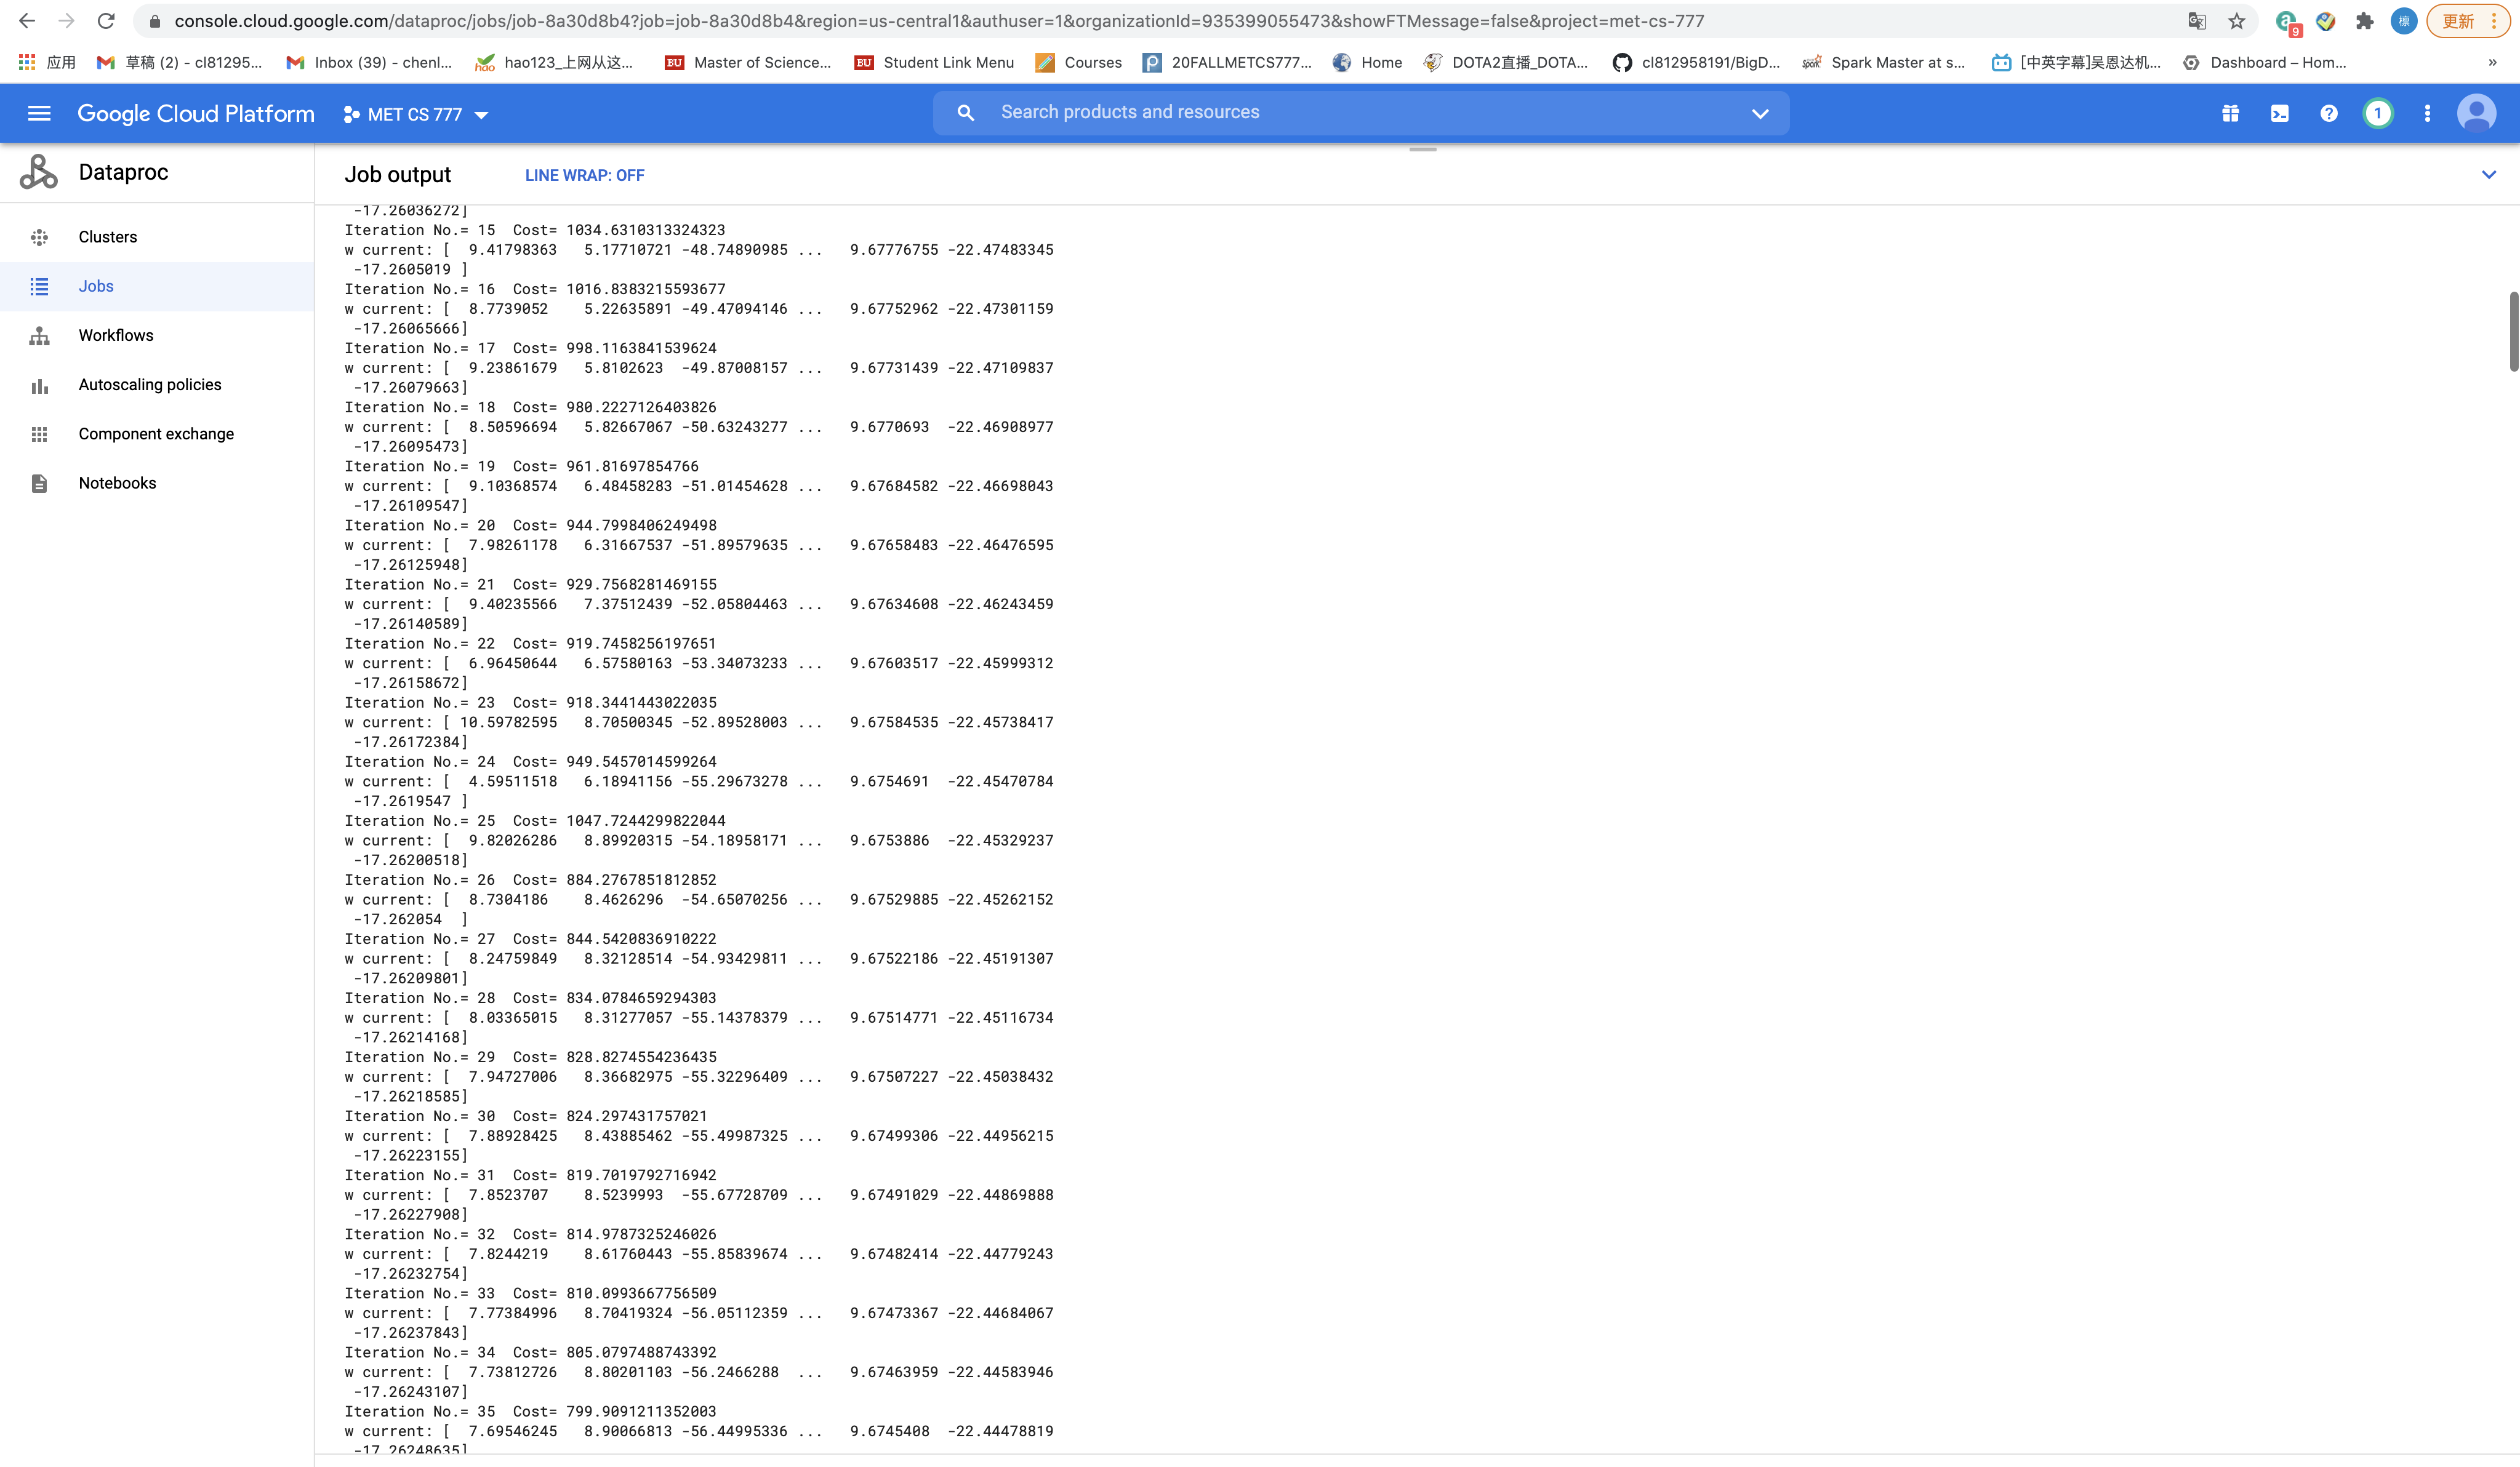 console.cloud.google.com/dataproc/jobs/job-8a30d8b4?job=job-8a30d8b4&region=us-central1&authuser=1&organizationId=935399055473&showFTMessage=false&project=met-cs-777 9 標 更新
应用 草稿 (2) - cl81295... Inbox (39) - chenl... hao123_上网从这... BU Master of Science... BU Student Link Menu Courses 20FALLMETCS777... Home DOTA2直播_DOTA... cl812958191/BigD... Spark Master at s... [中英字幕]吴恩达机... Dashboard – Hom... »
Google Cloud Platform MET CS 777 Search products and resources 1
Dataproc
Clusters
Jobs
Workflows
Autoscaling policies
Component exchange
Notebooks
Job output LINE WRAP: OFF
-17.26036272]
Iteration No.= 15 Cost= 1034.6310313324323
w current: [ 9.41798363 5.17710721 -48.74890985 ... 9.67776755 -22.47483345
-17.2605019 ]
Iteration No.= 16 Cost= 1016.8383215593677
w current: [ 8.7739052 5.22635891 -49.47094146 ... 9.67752962 -22.47301159
-17.26065666]
Iteration No.= 17 Cost= 998.1163841539624
w current: [ 9.23861679 5.8102623 -49.87008157 ... 9.67731439 -22.47109837
-17.26079663]
Iteration No.= 18 Cost= 980.2227126403826
w current: [ 8.50596694 5.82667067 -50.63243277 ... 9.6770693 -22.46908977
-17.26095473]
Iteration No.= 19 Cost= 961.81697854766
w current: [ 9.10368574 6.48458283 -51.01454628 ... 9.67684582 -22.46698043
-17.26109547]
Iteration No.= 20 Cost= 944.7998406249498
w current: [ 7.98261178 6.31667537 -51.89579635 ... 9.67658483 -22.46476595
-17.26125948]
Iteration No.= 21 Cost= 929.7568281469155
w current: [ 9.40235566 7.37512439 -52.05804463 ... 9.67634608 -22.46243459
-17.26140589]
Iteration No.= 22 Cost= 919.7458256197651
w current: [ 6.96450644 6.57580163 -53.34073233 ... 9.67603517 -22.45999312
-17.26158672]
Iteration No.= 23 Cost= 918.3441443022035
w current: [ 10.59782595 8.70500345 -52.89528003 ... 9.67584535 -22.45738417
-17.26172384]
Iteration No.= 24 Cost= 949.5457014599264
w current: [ 4.59511518 6.18941156 -55.29673278 ... 9.6754691 -22.45470784
-17.2619547 ]
Iteration No.= 25 Cost= 1047.7244299822044
w current: [ 9.82026286 8.89920315 -54.18958171 ... 9.6753886 -22.45329237
-17.26200518]
Iteration No.= 26 Cost= 884.2767851812852
w current: [ 8.7304186 8.4626296 -54.65070256 ... 9.67529885 -22.45262152
-17.262054 ]
Iteration No.= 27 Cost= 844.5420836910222
w current: [ 8.24759849 8.32128514 -54.93429811 ... 9.67522186 -22.45191307
-17.26209801]
Iteration No.= 28 Cost= 834.0784659294303
w current: [ 8.03365015 8.31277057 -55.14378379 ... 9.67514771 -22.45116734
-17.26214168]
Iteration No.= 29 Cost= 828.8274554236435
w current: [ 7.94727006 8.36682975 -55.32296409 ... 9.67507227 -22.45038432
-17.26218585]
Iteration No.= 30 Cost= 824.297431757021
w current: [ 7.88928425 8.43885462 -55.49987325 ... 9.67499306 -22.44956215
-17.26223155]
Iteration No.= 31 Cost= 819.7019792716942
w current: [ 7.8523707 8.5239993 -55.67728709 ... 9.67491029 -22.44869888
-17.26227908]
Iteration No.= 32 Cost= 814.9787325246026
w current: [ 7.8244219 8.61760443 -55.85839674 ... 9.67482414 -22.44779243
-17.26232754]
Iteration No.= 33 Cost= 810.0993667756509
w current: [ 7.77384996 8.70419324 -56.05112359 ... 9.67473367 -22.44684067
-17.26237843]
Iteration No.= 34 Cost= 805.0797488743392
w current: [ 7.73812726 8.80201103 -56.2466288 ... 9.67463959 -22.44583946
-17.26243107]
Iteration No.= 35 Cost= 799.9091211352003
w current: [ 7.69546245 8.90066813 -56.44995336 ... 9.6745408 -22.44478819
-17.26248635]